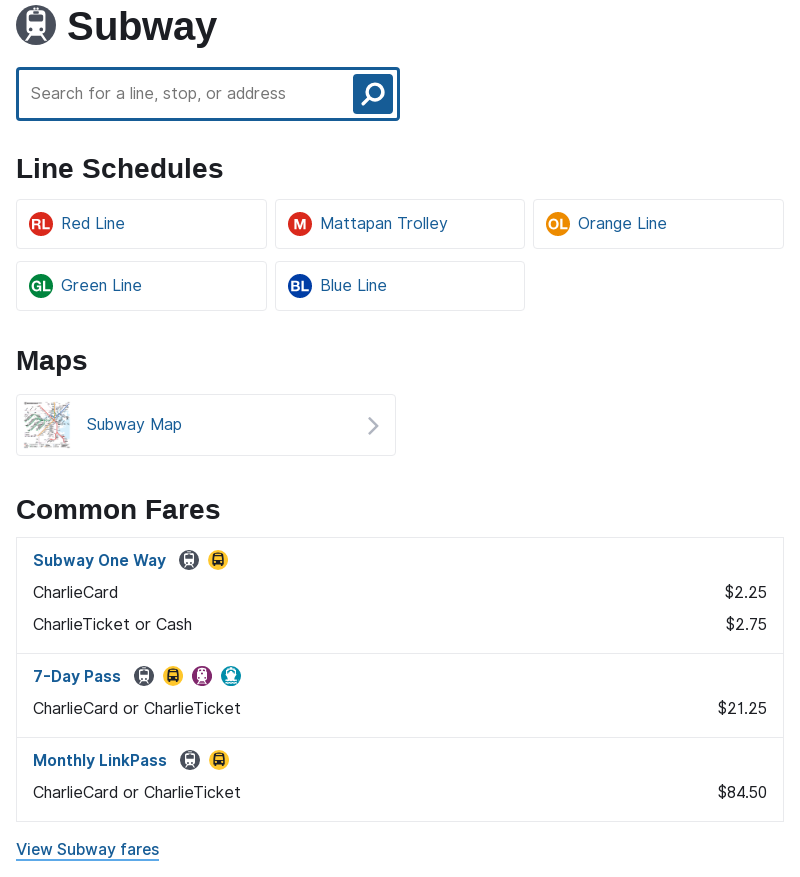 Subway
Search for a line, stop, or address
Line Schedules
RL Red Line
M Mattapan Trolley
OL Orange Line
GL Green Line
BL Blue Line
Maps
Subway Map
Common Fares
Subway One Way
CharlieCard $2.25
CharlieTicket or Cash $2.75
7-Day Pass
CharlieCard or CharlieTicket $21.25
Monthly LinkPass
CharlieCard or CharlieTicket $84.50
View Subway fares